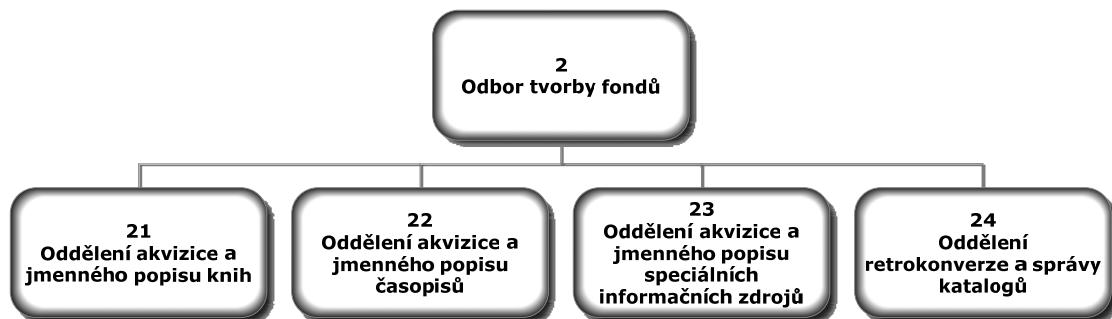 2
Odbor tvorby fondů
21
Oddělení akvizice a
jmenného popisu knih
22
Oddělení akvizice a
jmenného popisu
časopisů
23
Oddělení akvizice a
jmenného popisu
speciálních
informačních zdrojů
24
Oddělení
retrokonverze a správy
katalogů